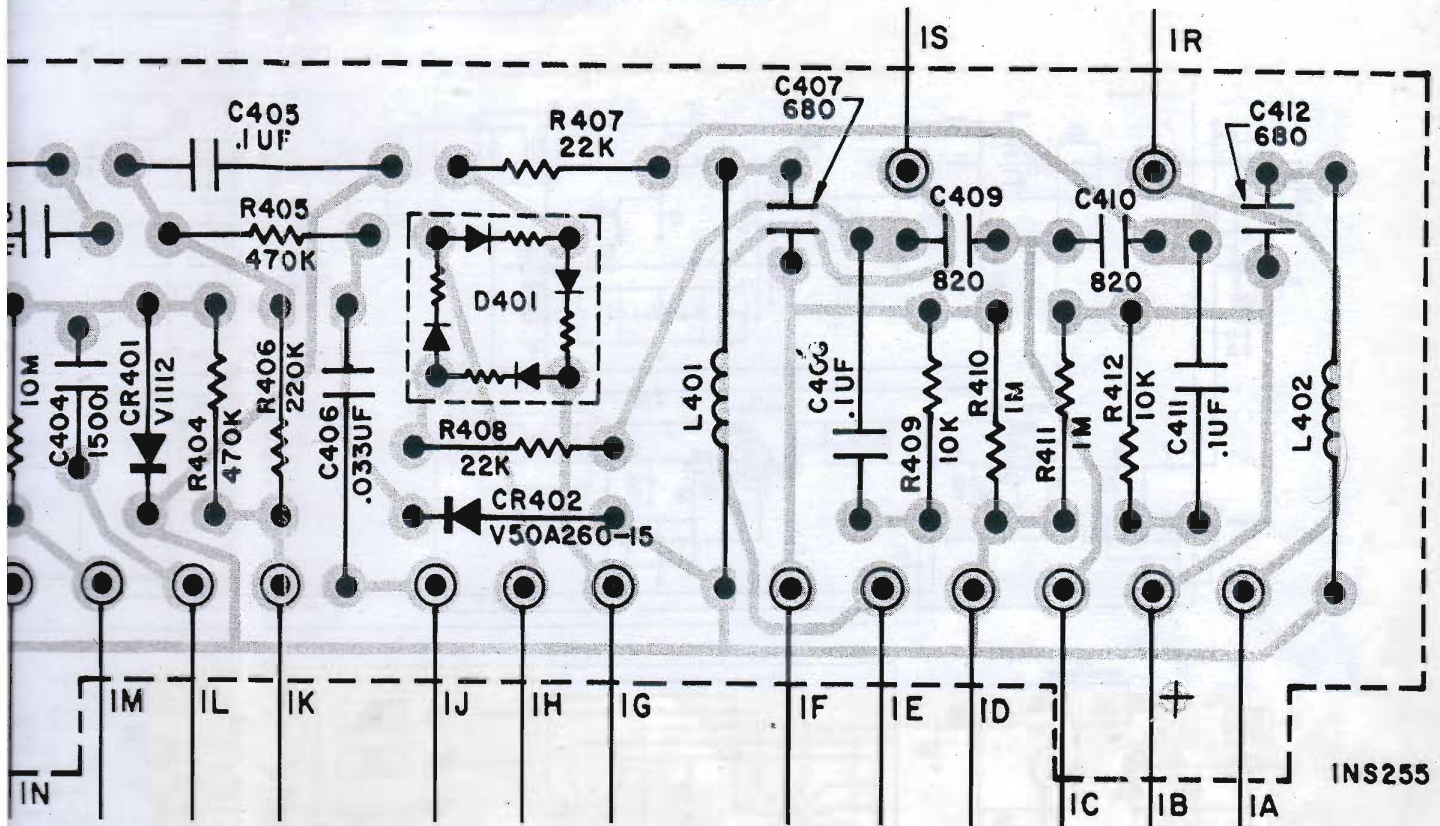 IS
IR
C405
.1UF
R407
22K
C407
680
C412
680
R405
470K
C409
820
C410
820
D401
10M
C404
1500
CR401
V1112
R404
470K
R406
220K
C406
.033UF
R408
22K
CR402
V50A260-15
L401
.1UF
R409
10K
R410
1M
R411
1M
R412
10K
C411
.1UF
L402
IN
IM
IL
IK
IJ
IH
IG
IF
IE
ID
IC
IB
IA
INS255